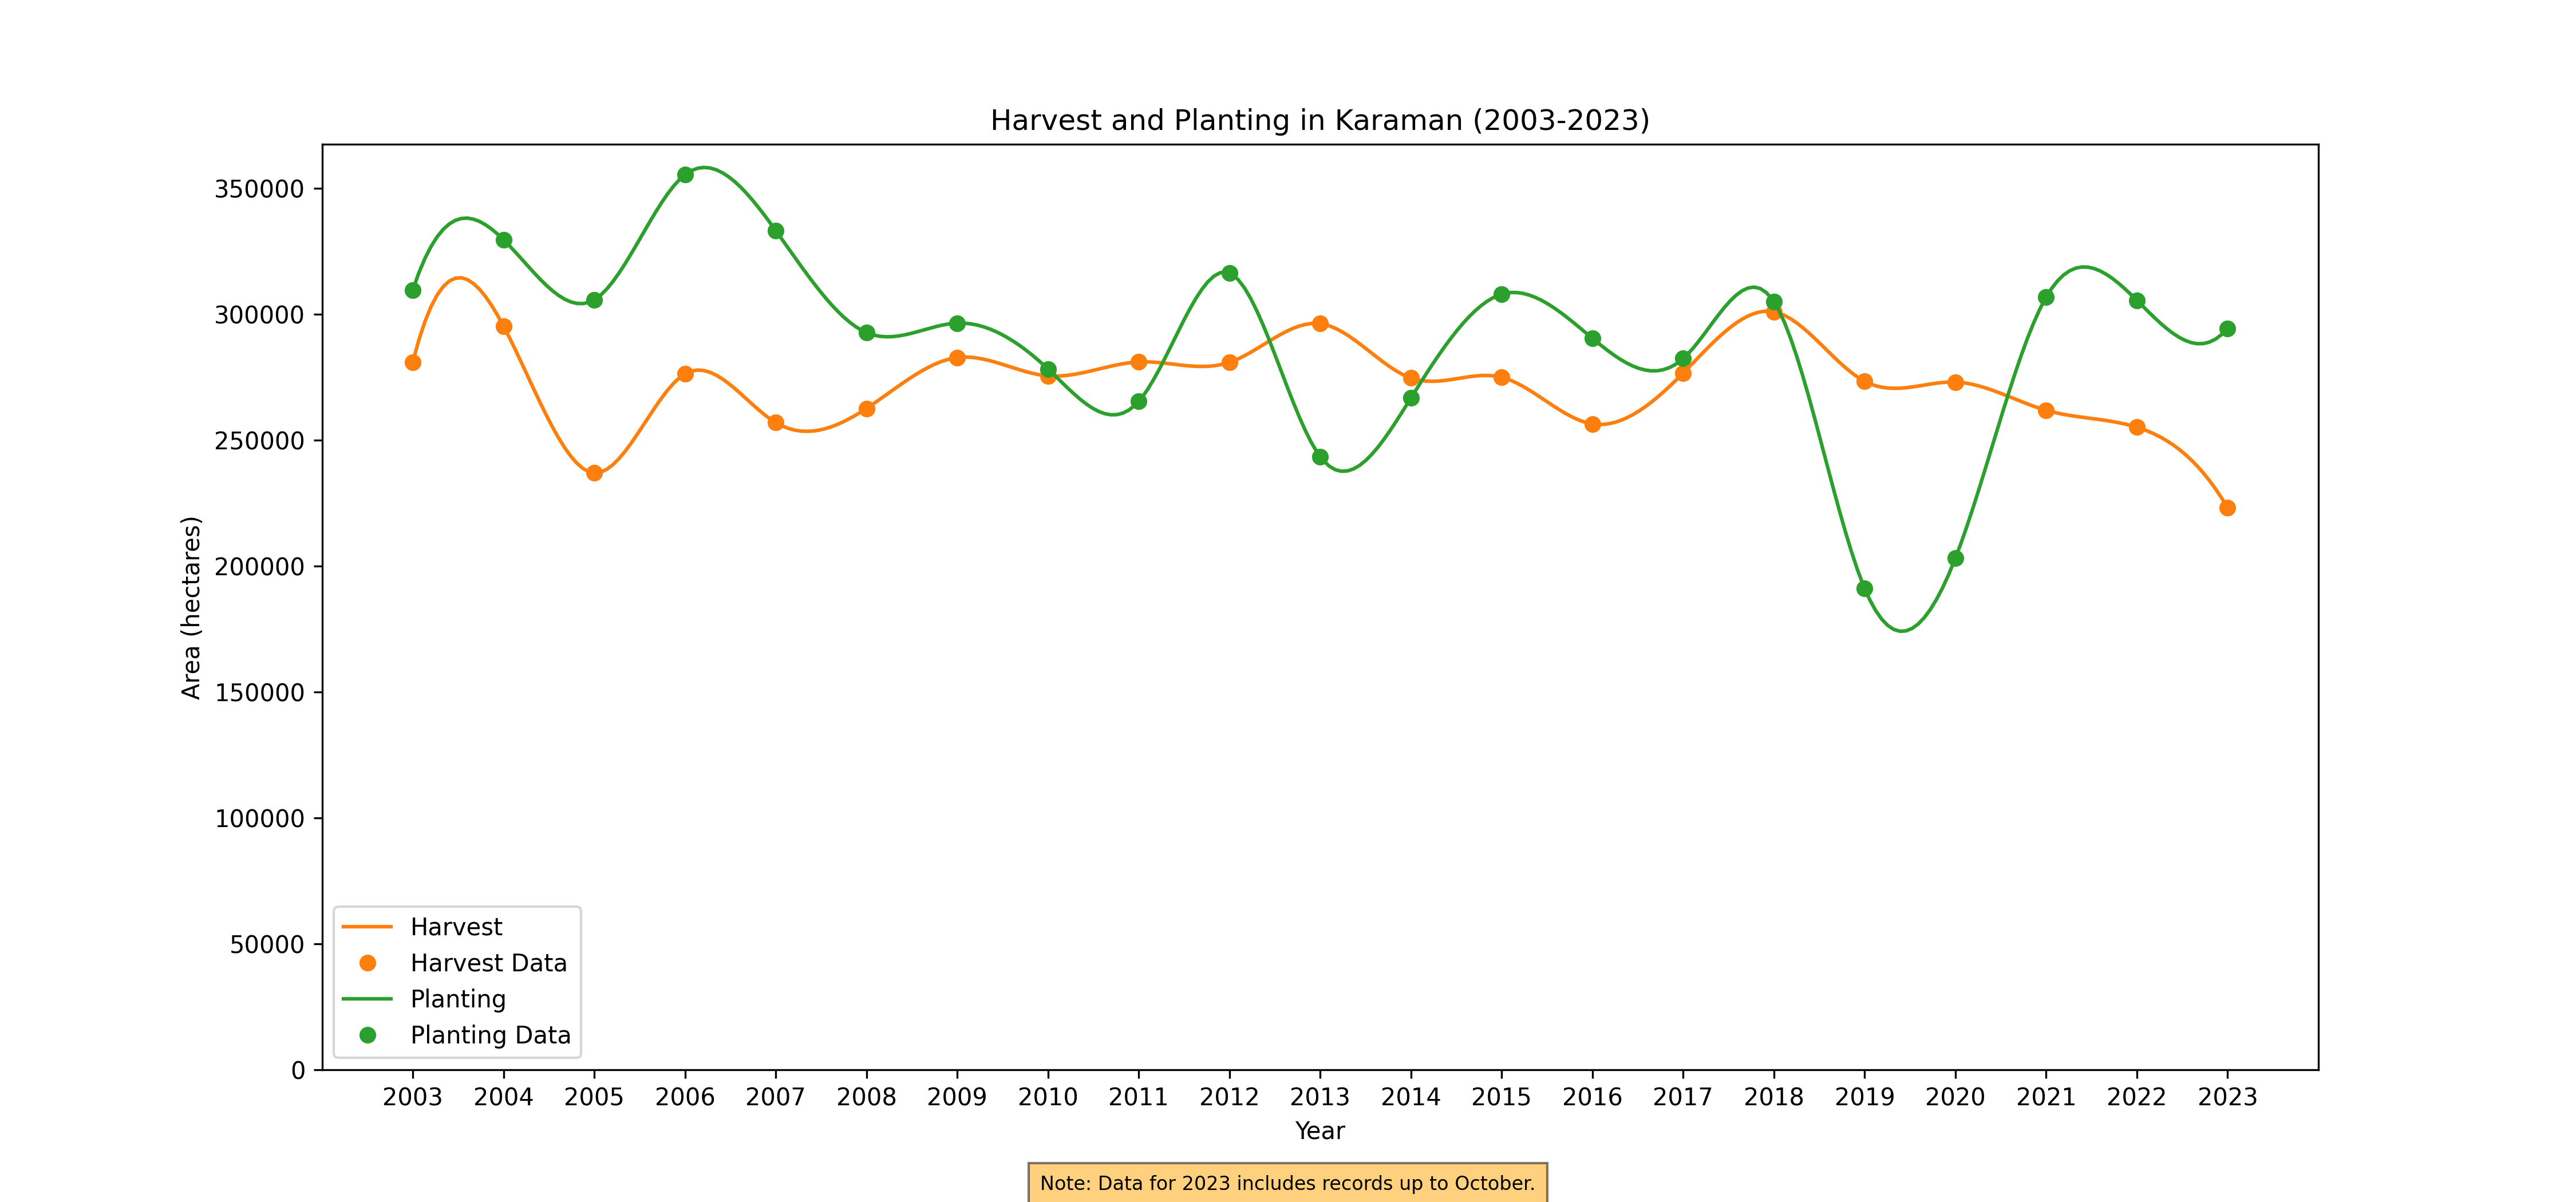 Harvest and Planting in Karaman (2003-2023)
Area (hectares)
350000
300000
250000
200000
150000
100000
50000
0
Harvest
Harvest Data
Planting
Planting Data
2003 2004 2005 2006 2007 2008 2009 2010 2011 2012 2013 2014 2015 2016 2017 2018 2019 2020 2021 2022 2023
Year
Note: Data for 2023 includes records up to October.